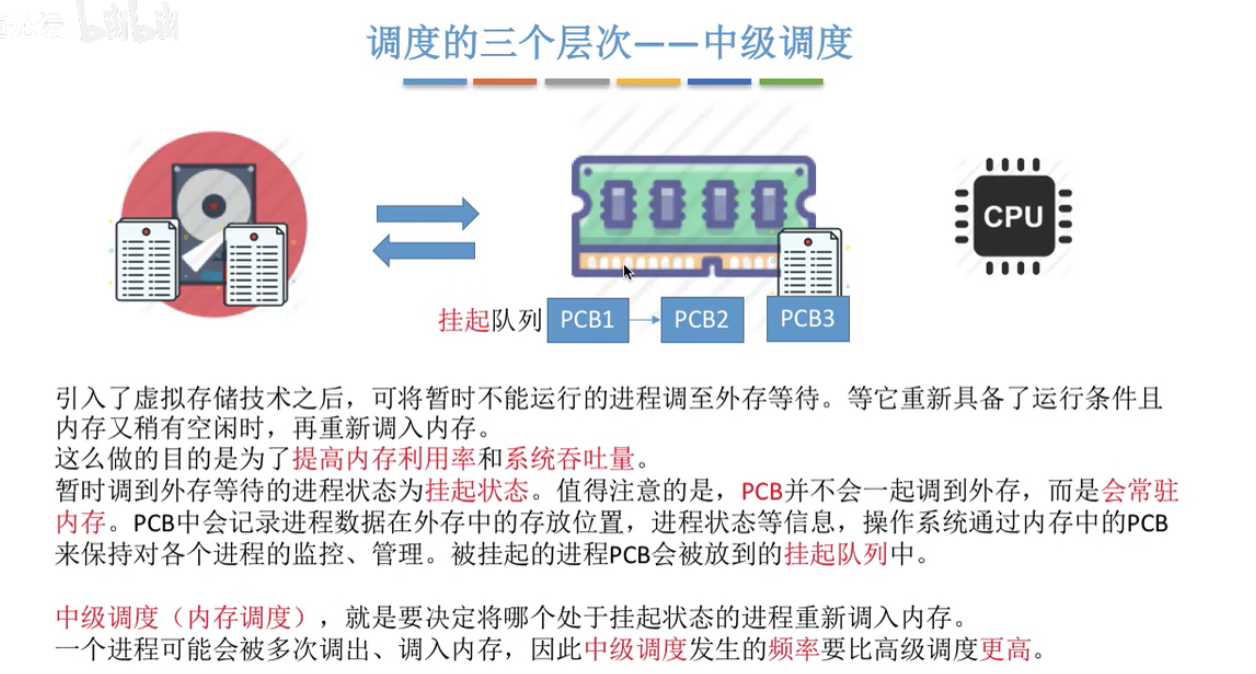 bilibili
调度的三个层次——中级调度
CPU
挂起队列 PCB1 PCB2 PCB3
引入了虚拟存储技术之后，可将暂时不能运行的进程调至外存等待。等它重新具备了运行条件且
内存又稍有空闲时，再重新调入内存。
这么做的目的是为了提高内存利用率和系统吞吐量。
暂时调到外存等待的进程状态为挂起状态。值得注意的是，PCB并不会一起调到外存，而是会常驻
内存。PCB中会记录进程数据在外存中的存放位置，进程状态等信息，操作系统通过内存中的PCB
来保持对各个进程的监控、管理。被挂起的进程PCB会被放到的挂起队列中。
中级调度（内存调度），就是要决定将哪个处于挂起状态的进程重新调入内存。
一个进程可能会被多次调出、调入内存，因此中级调度发生的频率要比高级调度更高。